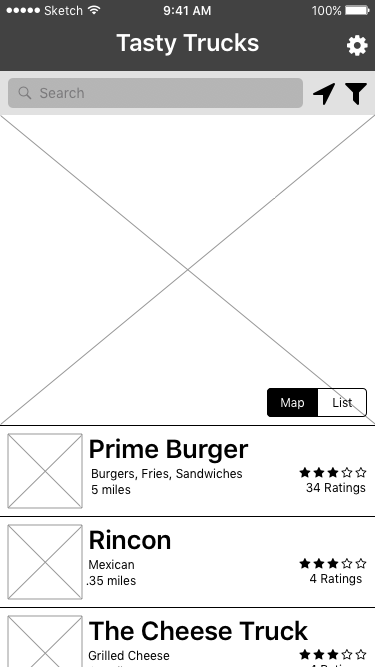 Sketch 9:41 AM 100%
Tasty Trucks
Search
Map List
Prime Burger
Burgers, Fries, Sandwiches
5 miles
34 Ratings
Rincon
Mexican
.35 miles
4 Ratings
The Cheese Truck
Grilled Cheese